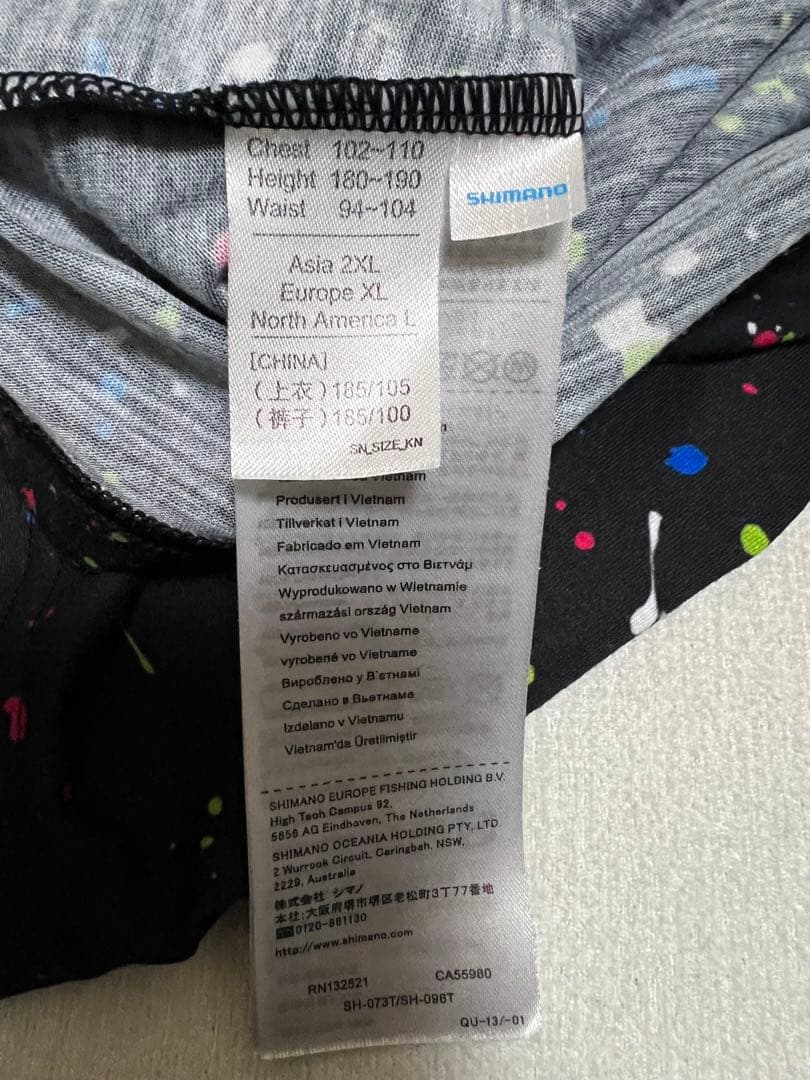 Chest 102~110
Height 180~190
Waist 94~104
SHIMANO
Asia 2XL
Europe XL
North America L
[CHINA]
(上衣)185/105
(裤子)185/100
SN_SIZE_KN
Vietnam
Produsert i Vietnam
Tillverkat i Vietnam
Fabricado em Vietnam
Κατασκευασμένος στο Βιετνάμ
Wyprodukowano w Wietnamie
származási ország Vietnam
Vyrobeno vo Vietname
vyrobené vo Vietname
Вироблено у В'єтнамі
Сделано в Вьетнаме
Izdelano v Vietnamu
Vietnam'da Üretilmiştir
SHIMANO EUROPE FISHING HOLDING B.V.
High Tech Campus 92,
5656 AG Eindhoven, The Netherlands
SHIMANO OCEANIA HOLDING PTY. LTD.
2 Wurrook Circuit, Caringbah, NSW,
2229, Australia
株式会社 シマノ
本社:大阪府堺市堺区老松町3丁77番地
0120-861130
http://www.shimano.com
RN132521 CA55980
SH-073T/SH-096T
QU-13/-01